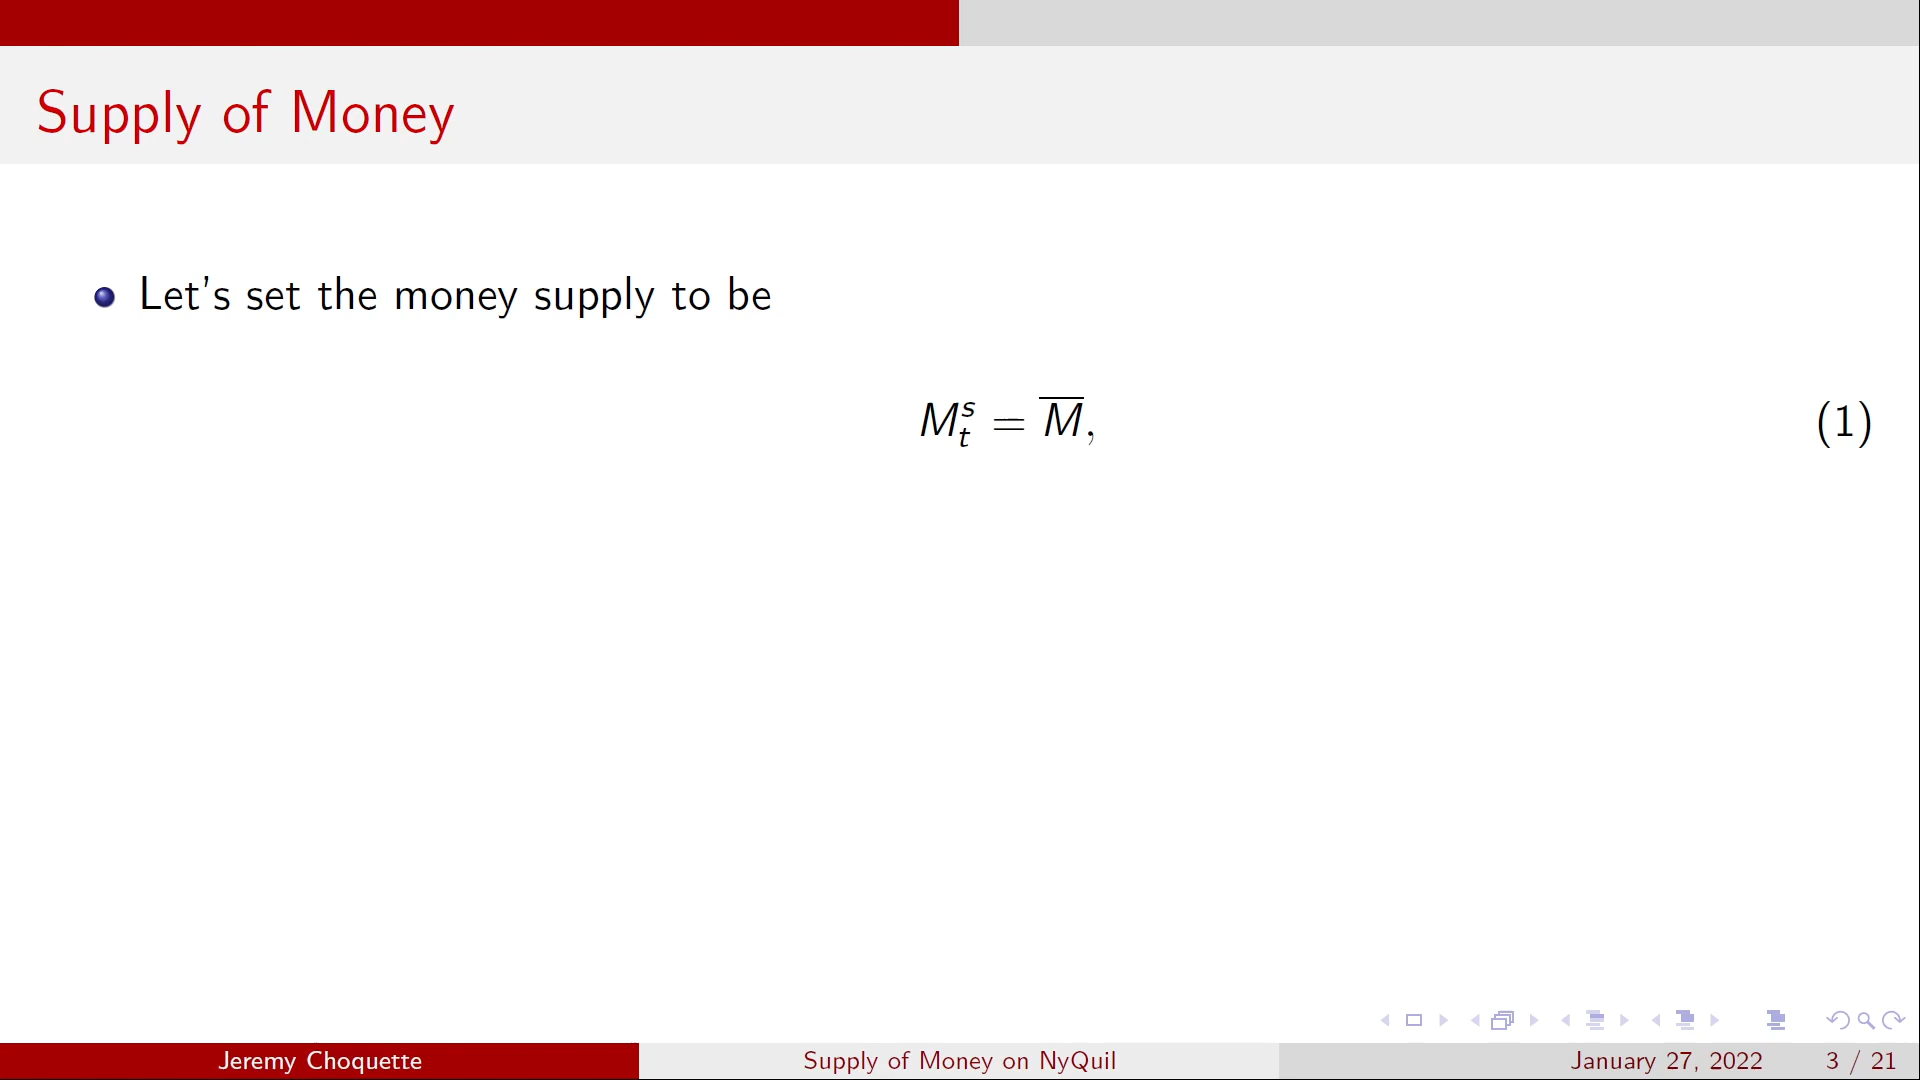 Supply of Money
Let's set the money supply to be
$M_t^s = \overline{M},$ (1)
Jeremy Choquette Supply of Money on NyQuil January 27, 2022 3 / 21